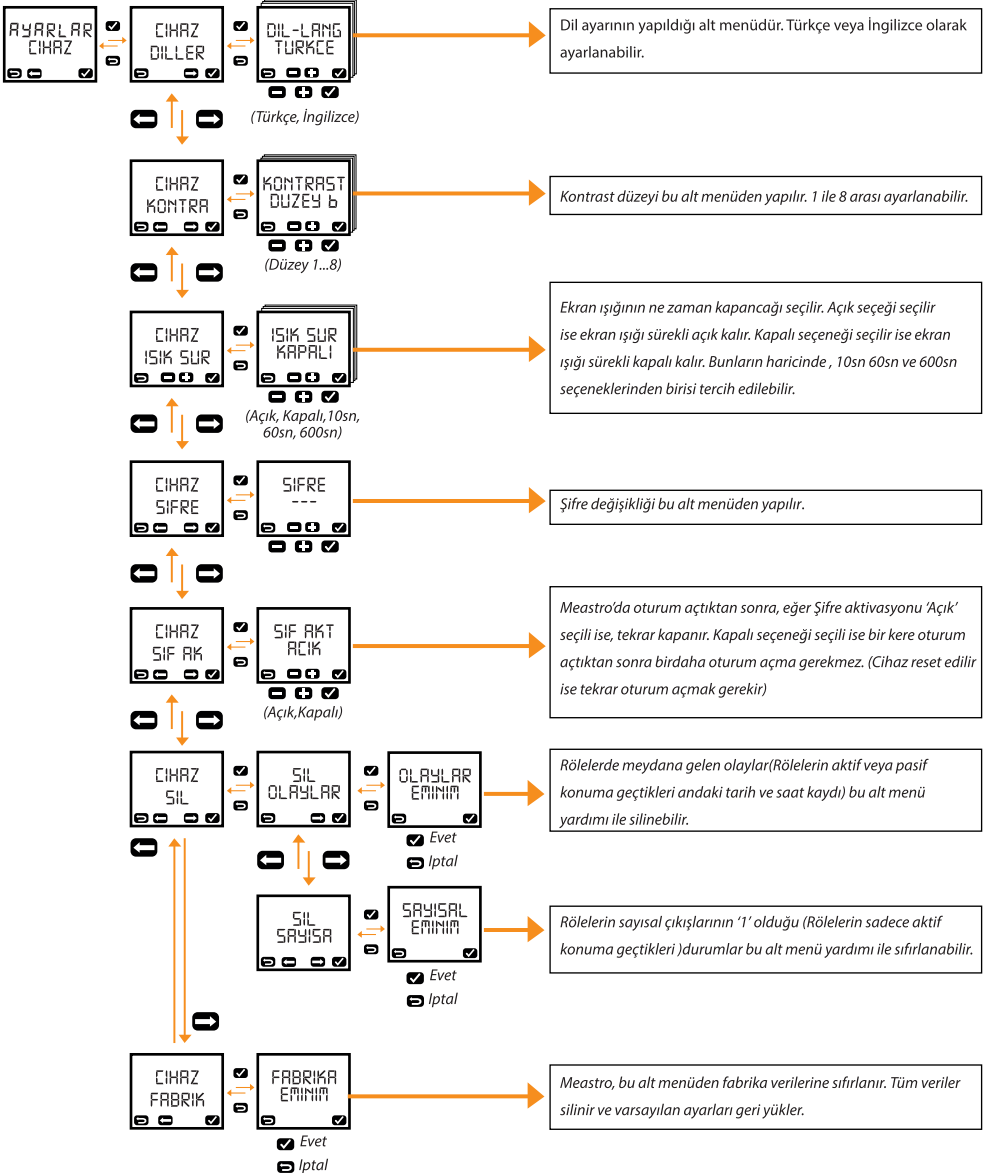 AYARLAR
CIHAZ
CIHAZ
DILLER
DIL-LANG
TURKCE
(Türkçe, İngilizce)
Dil ayarının yapıldığı alt menüdür. Türkçe veya İngilizce olarak
ayarlanabilir.
CIHAZ
KONTRA
KONTRAST
DUZEY 6
(Düzey 1...8)
Kontrast düzeyi bu alt menüden yapılır. 1 ile 8 arası ayarlanabilir.
CIHAZ
ISIK SUR
ISIK SUR
KAPALI
(Açık, Kapalı,10sn,
60sn, 600sn)
Ekran ışığının ne zaman kapancağı seçilir. Açık seçeği seçilir
ise ekran ışığı sürekli açık kalır. Kapalı seçeneği seçilir ise ekran
ışığı sürekli kapalı kalır. Bunların haricinde , 10sn 60sn ve 600sn
seçeneklerinden birisi tercih edilebilir.
CIHAZ
SIFRE
SIFRE
---
Şifre değişikliği bu alt menüden yapılır.
CIHAZ
SIF AK
SIF AKT
ACIK
(Açık,Kapalı)
Meastro’da oturum açtıktan sonra, eğer Şifre aktivasyonu ‘Açık’
seçili ise, tekrar kapanır. Kapalı seçeneği seçili ise bir kere oturum
açtıktan sonra birdaha oturum açma gerekmez. (Cihaz reset edilir
ise tekrar oturum açmak gerekir)
CIHAZ
SIL
SIL
OLAYLAR
OLAYLAR
EMINIM
Evet
Iptal
Rölelerde meydana gelen olaylar(Rölelerin aktif veya pasif
konuma geçtikleri andaki tarih ve saat kaydı) bu alt menü
yardımı ile silinebilir.
SIL
SAYISA
SAYISAL
EMINIM
Evet
Iptal
Rölelerin sayısal çıkışlarının ‘1’ olduğu (Rölelerin sadece aktif
konuma geçtikleri )durumlar bu alt menü yardımı ile sıfırlanabilir.
CIHAZ
FABRIK
FABRIKA
EMINIM
Evet
Iptal
Meastro, bu alt menüden fabrika verilerine sıfırlanır. Tüm veriler
silinir ve varsayılan ayarları geri yükler.